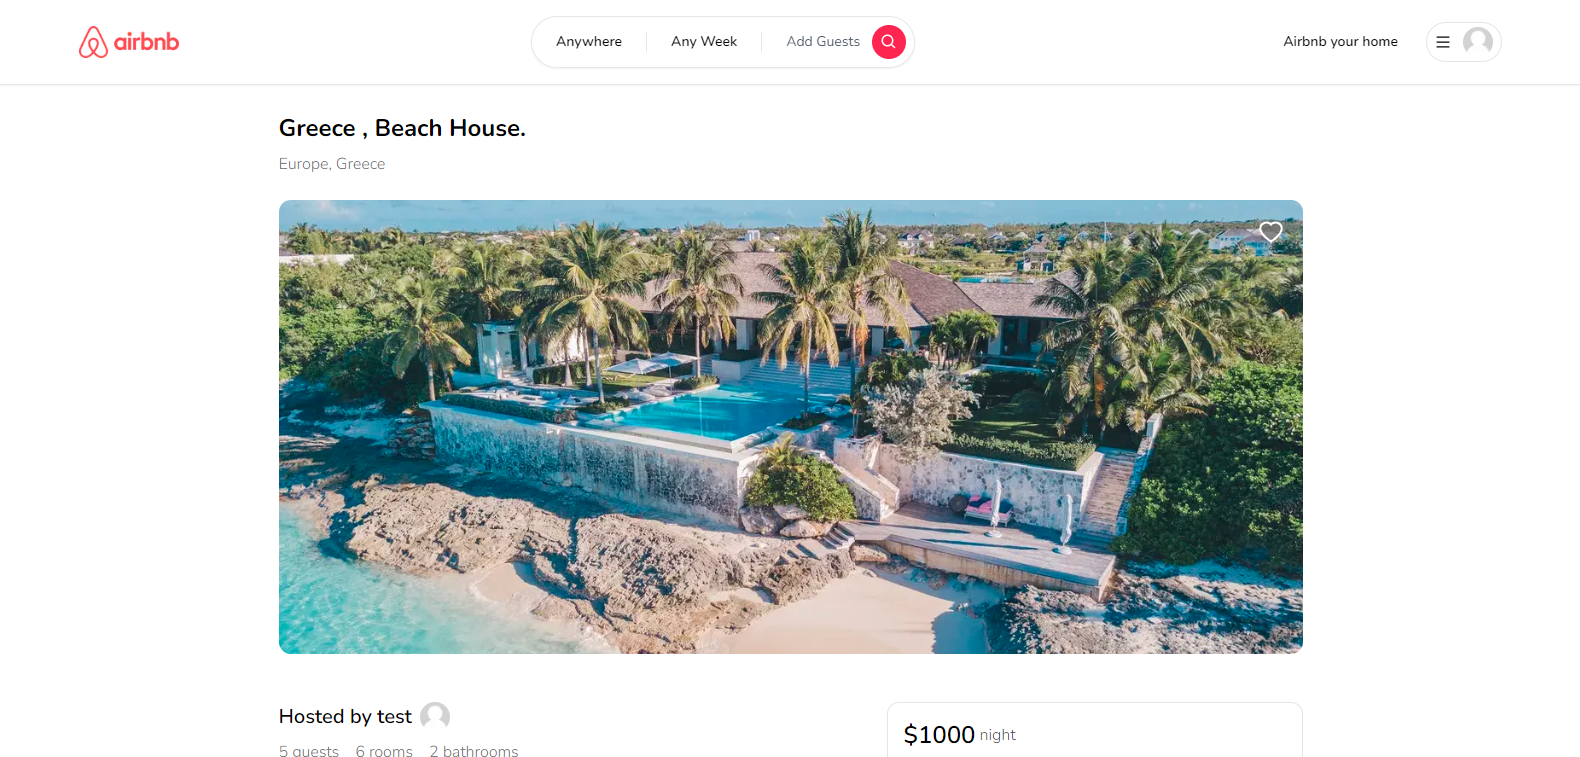 airbnb
Anywhere
Any Week
Add Guests
Airbnb your home
Greece , Beach House.
Europe, Greece
Hosted by test
5 guests 6 rooms 2 bathrooms
$1000 night